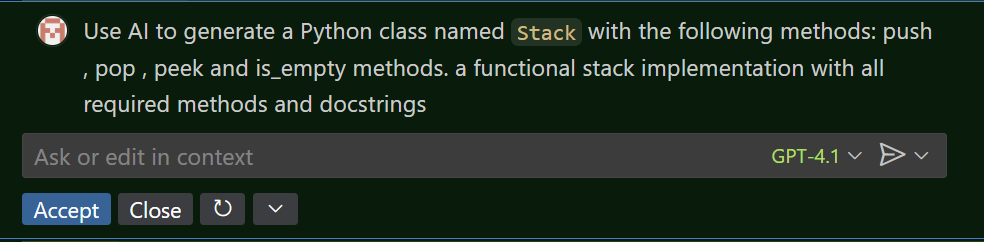 Use AI to generate a Python class named Stack with the following methods: push
, pop , peek and is_empty methods. a functional stack implementation with all
required methods and docstrings
Ask or edit in context
GPT-4.1
Accept Close